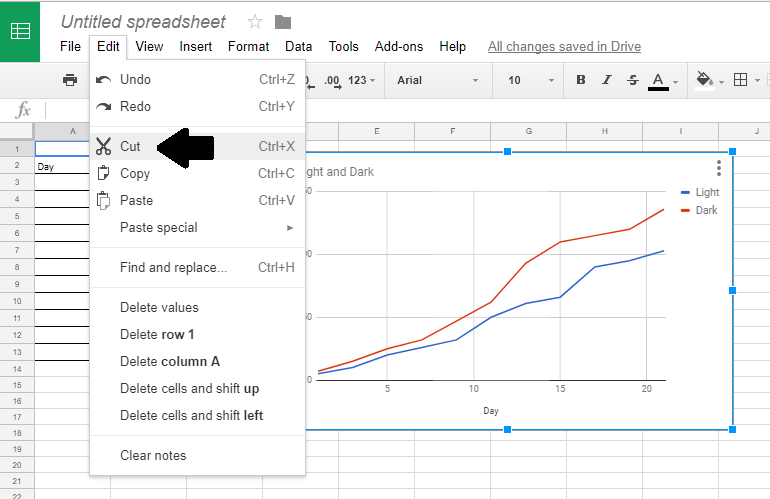 Untitled spreadsheet
File Edit View Insert Format Data Tools Add-ons Help All changes saved in Drive
.00 123 Arial 10 B I S A
fx
A E F G H I J
Undo Ctrl+Z
Redo Ctrl+Y
Cut Ctrl+X
Copy Ctrl+C
Paste Ctrl+V
Paste special
Find and replace... Ctrl+H
Delete values
Delete row 1
Delete column A
Delete cells and shift up
Delete cells and shift left
Clear notes
1
2 Day
3
4
5
6
7
8
9
10
11
12
13
14
15
16
17
18
19
20
21
22
ght and Dark
Light
Dark
5 10 15 20
Day